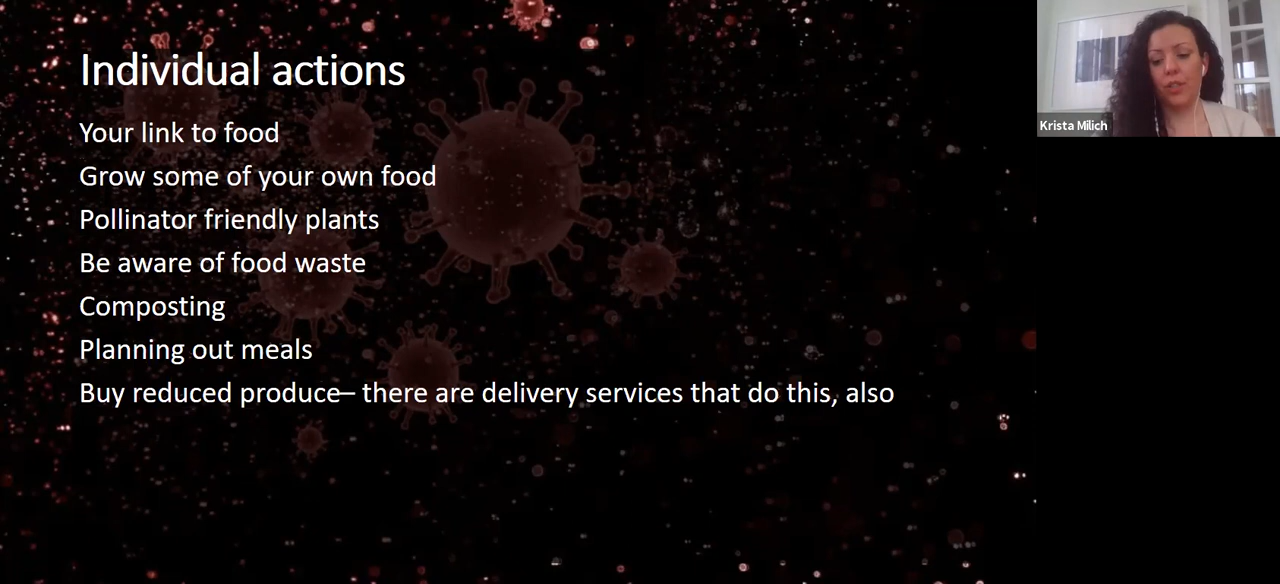 Individual actions
Your link to food
Grow some of your own food
Pollinator friendly plants
Be aware of food waste
Composting
Planning out meals
Buy reduced produce– there are delivery services that do this, also
Krista Milich